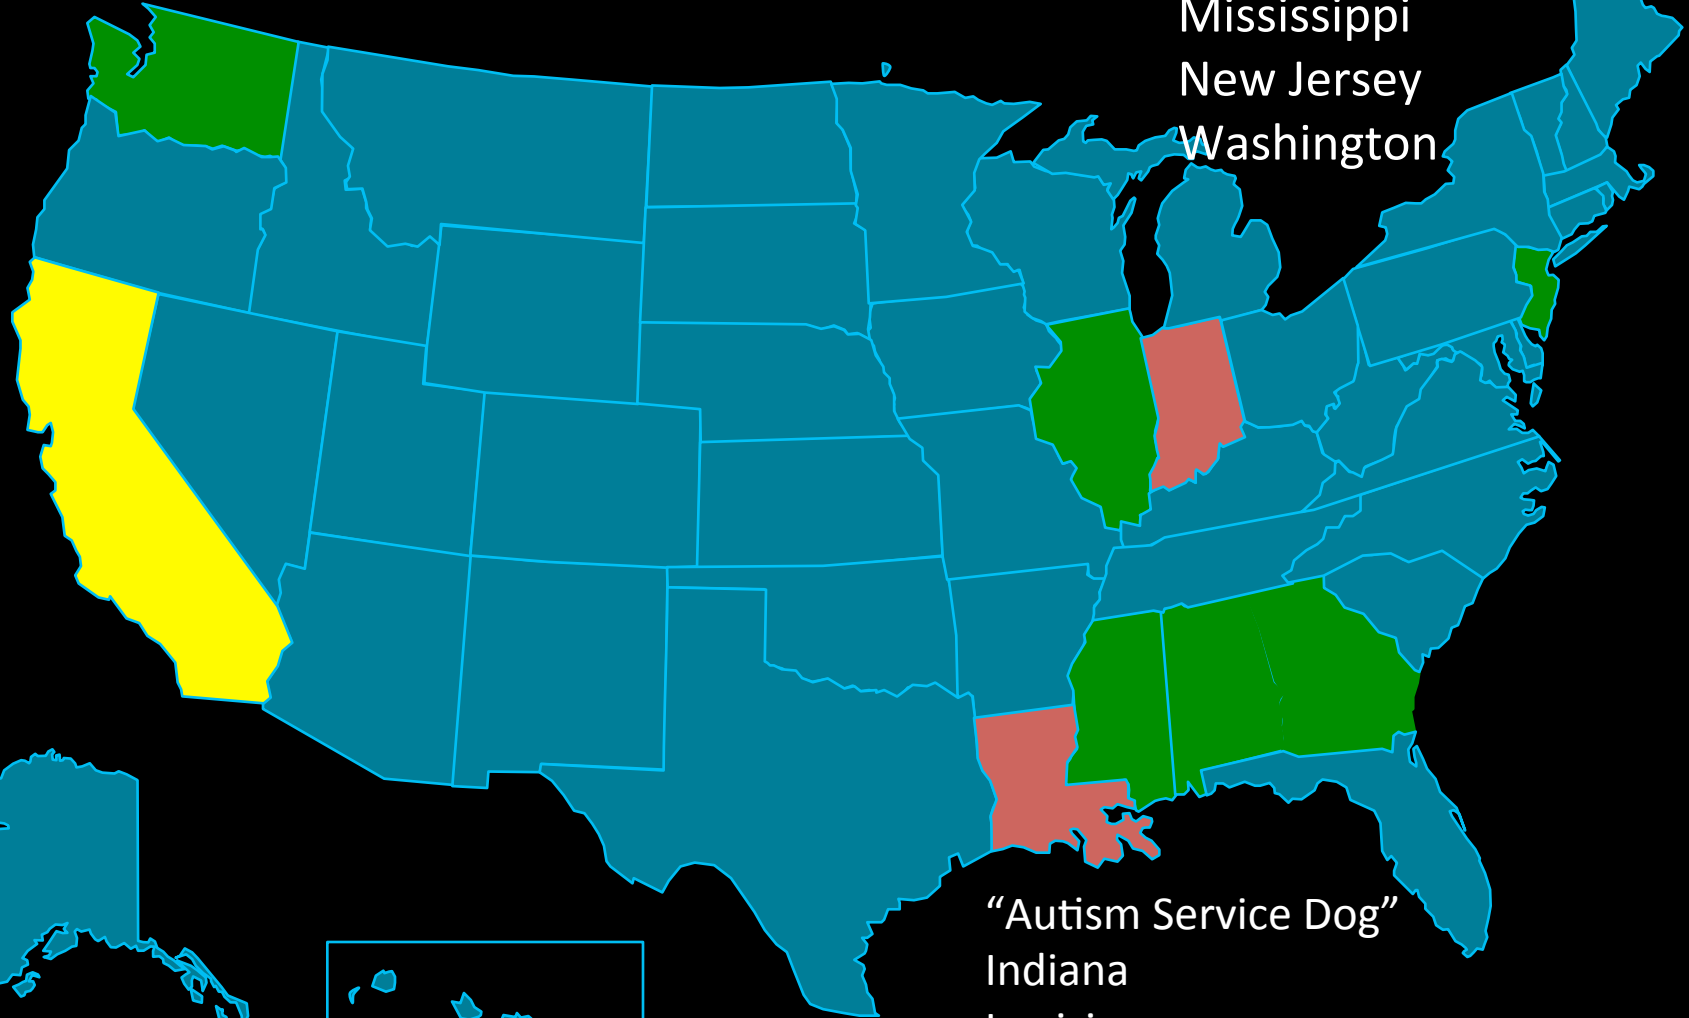 Mississippi
New Jersey
Washington
“Autism Service Dog”
Indiana